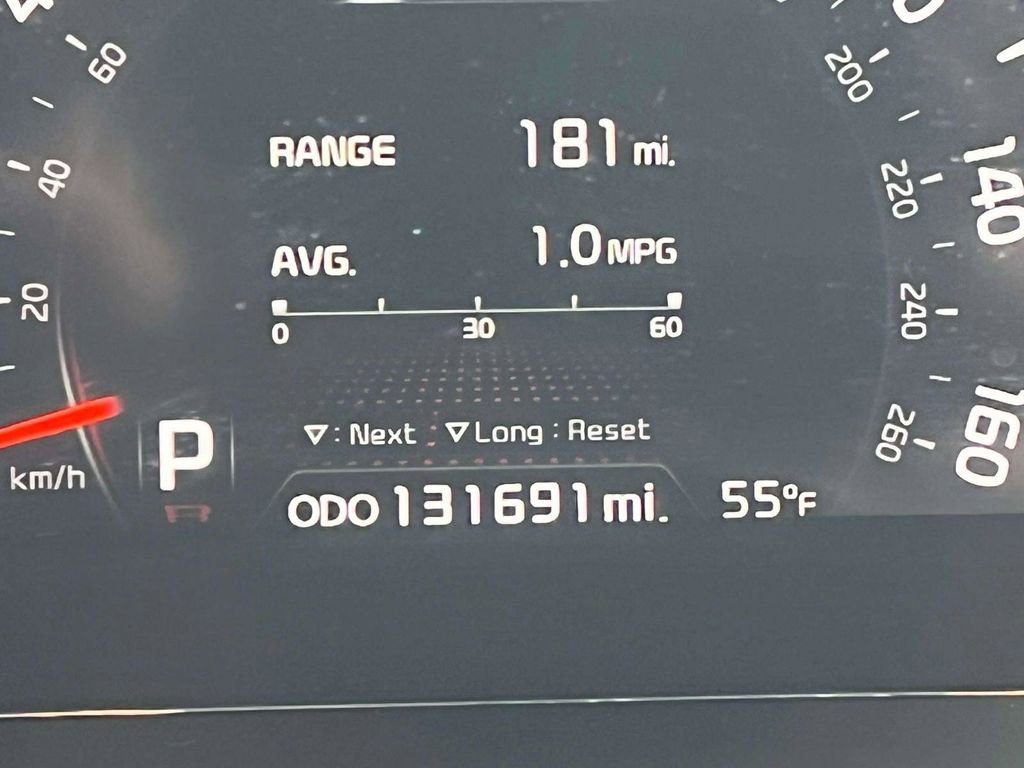 60
40
20
km/h
RANGE 181 mi.
AVG. 1.0 MPG
0 30 60
▽ : Next : ▽ Long : Reset
P
ODO 131691 mi. 55°F
200
220
140
240
260
160